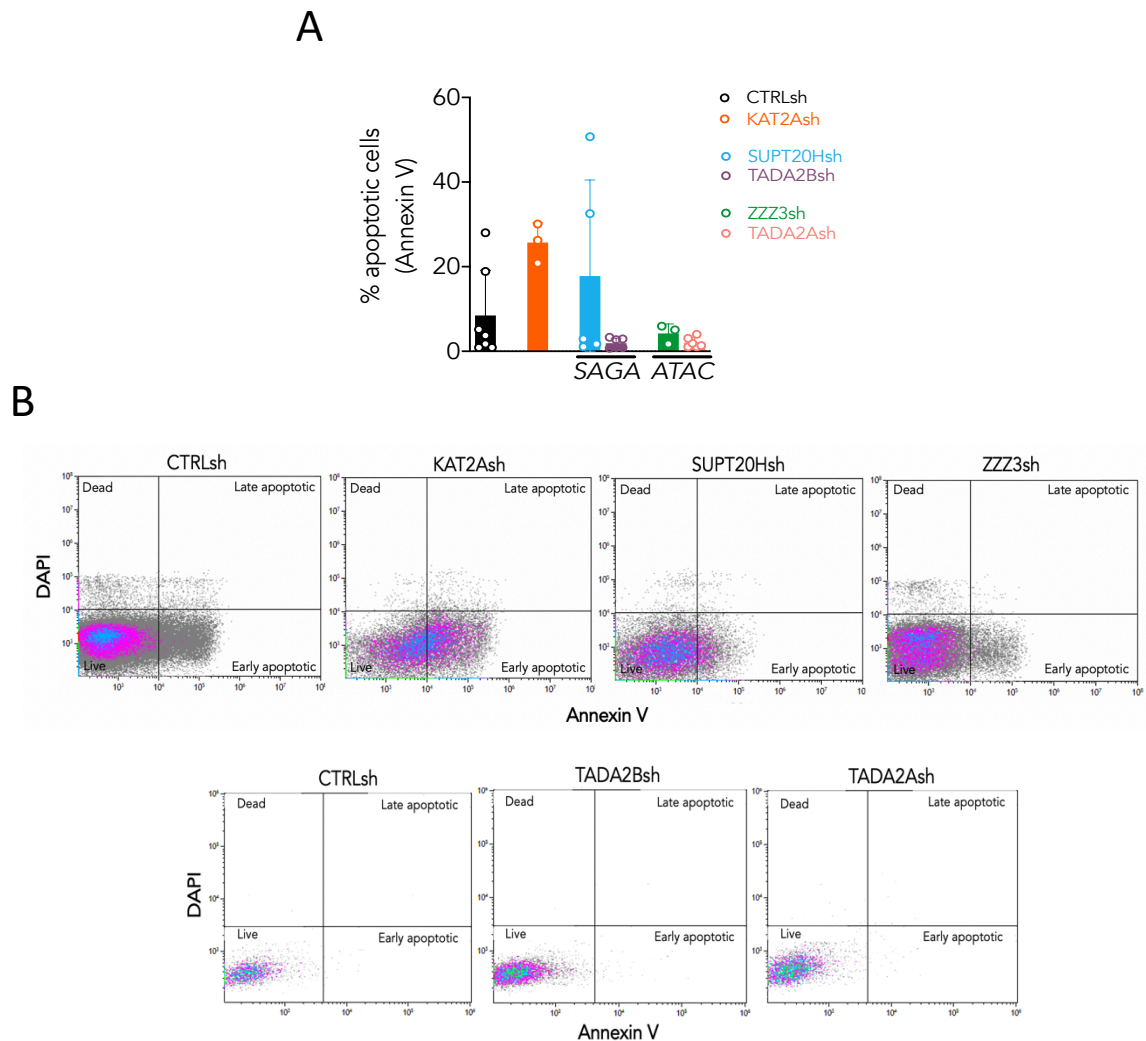 A
% apoptotic cells
(Annexin V)
60
40
20
0
SAGA ATAC
CTRLsh
KAT2Ash
SUPT20Hsh
TADA2Bsh
ZZZ3sh
TADA2Ash
B
CTRLsh KAT2Ash SUPT20Hsh ZZZ3sh
Dead Late apoptotic Dead Late apoptotic Dead Late apoptotic Dead Late apoptotic
DAPI
Live Early apoptotic Live Early apoptotic Live Early apoptotic Live Early apoptotic
Annexin V
CTRLsh TADA2Bsh TADA2Ash
Dead Late apoptotic Dead Late apoptotic Dead Late apoptotic
DAPI
Live Early apoptotic Live Early apoptotic Live Early apoptotic
Annexin V